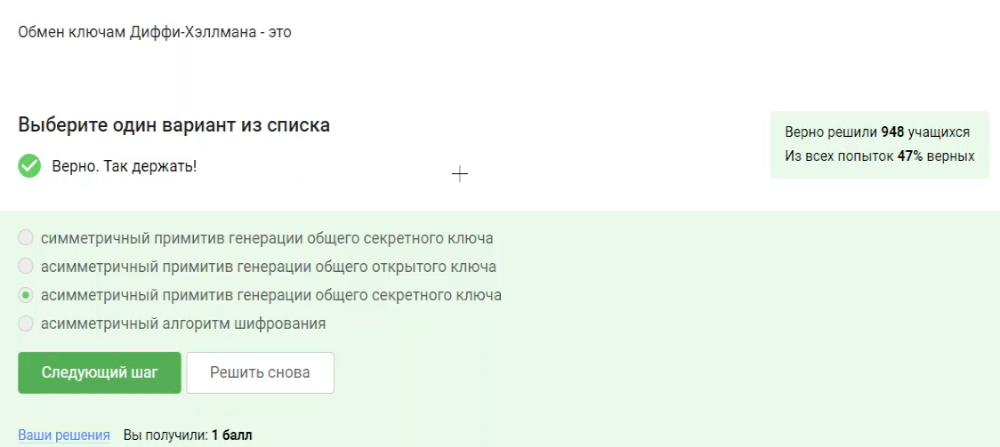 Обмен ключам Диффи-Хэллмана - это
Выберите один вариант из списка
Верно. Так держать!
Верно решили 948 учащихся
Из всех попыток 47% верных
симметричный примитив генерации общего секретного ключа
асимметричный примитив генерации общего открытого ключа
асимметричный примитив генерации общего секретного ключа
асимметричный алгоритм шифрования
Следующий шаг Решить снова
Ваши решения Вы получили: 1 балл